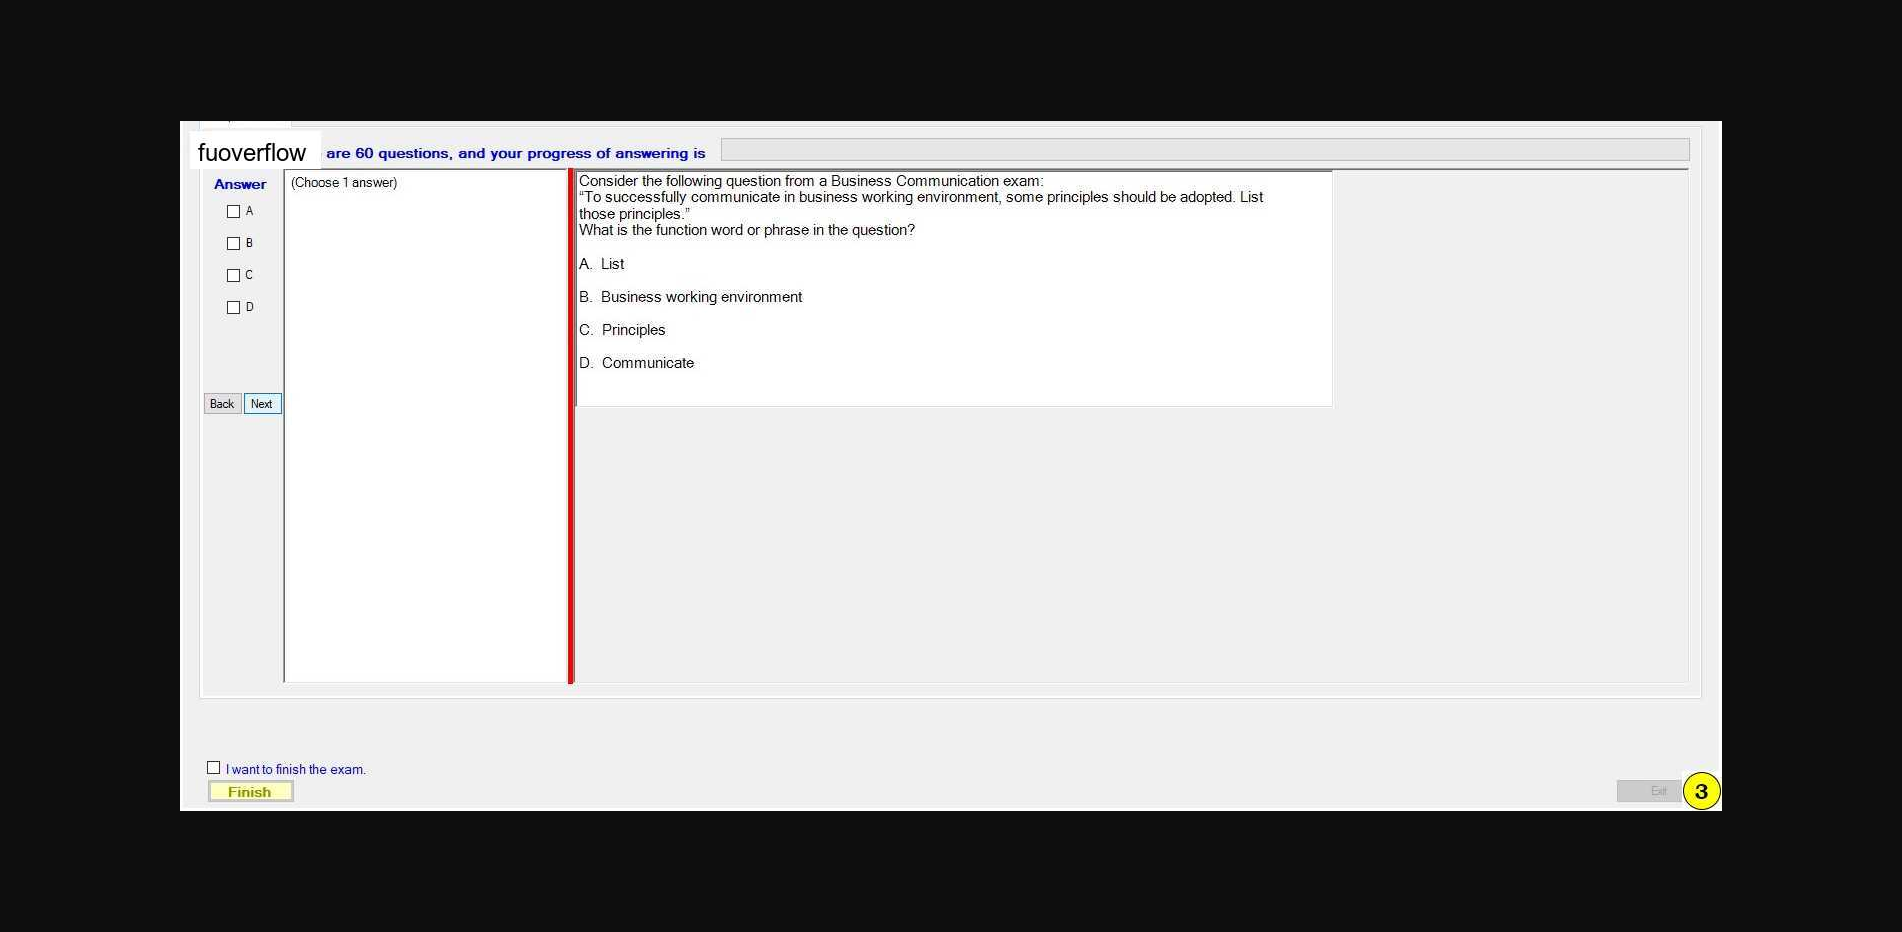 fuoverflow are 60 questions, and your progress of answering is
Answer
(Choose 1 answer)
A
B
C
D
Back Next
Consider the following question from a Business Communication exam:
“To successfully communicate in business working environment, some principles should be adopted. List
those principles.”
What is the function word or phrase in the question?
A. List
B. Business working environment
C. Principles
D. Communicate
I want to finish the exam.
Finish
Exit
3